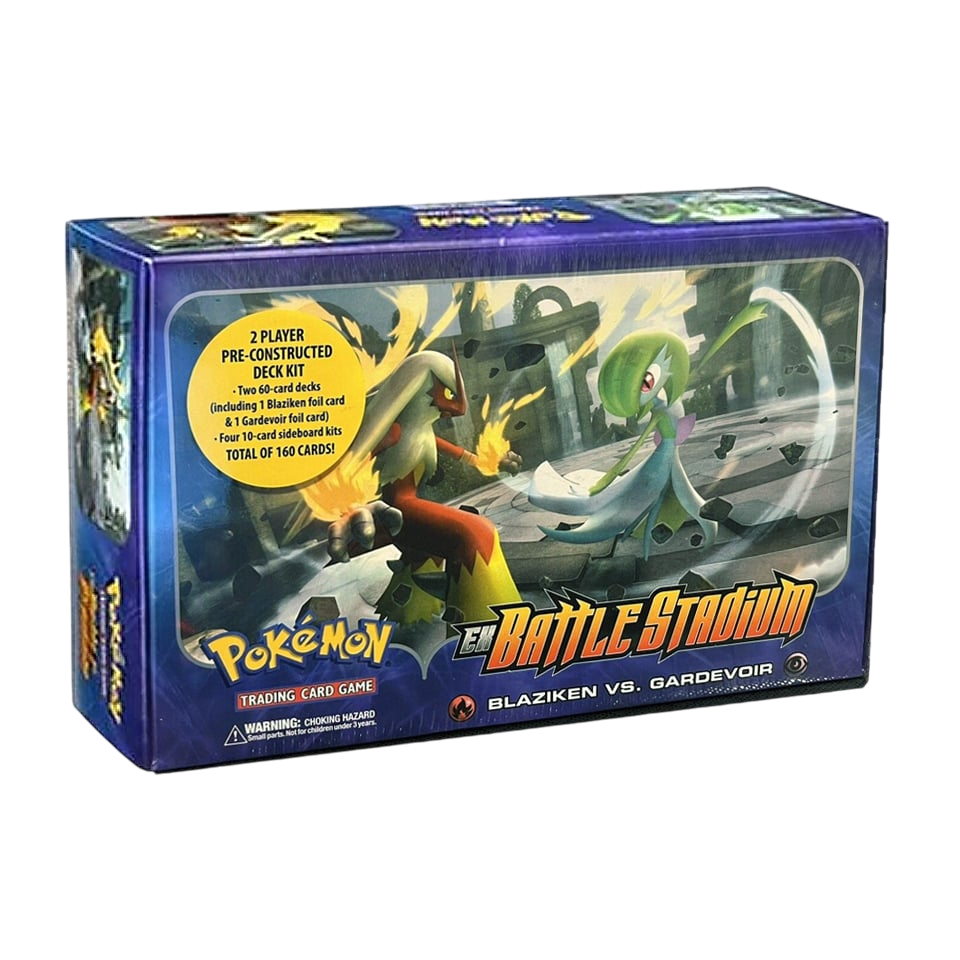 2 PLAYER
PRE-CONSTRUCTED
DECK KIT
• Two 60-card decks
(including 1 Blaziken foil card
& 1 Gardevoir foil card)
• Four 10-card sideboard kits
TOTAL OF 160 CARDS!
POKéMON
TRADING CARD GAME
WARNING: CHOKING HAZARD
Small parts. Not for children under 3 years.
EX BATTLE STADIUM
BLAZIKEN VS. GARDEVOIR
POKéMON
POKéMON